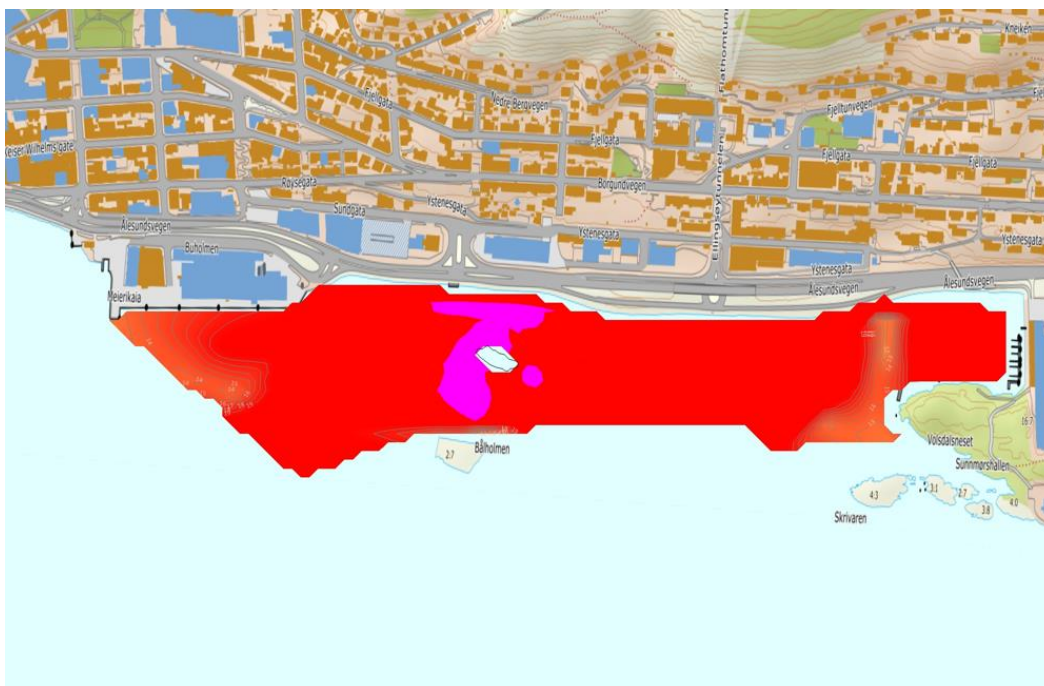 Kneiken
Fjellgata
Nedre Bergvegen
Fjelltunvegen
Keiser Wilhelms gate
Fjellgata
Fjellgata
Fjellgata
Røysegata
Borgundvegen
Ystenesgata
Sundgata
Ålesundsvegen
Ystenesgata
Ystenesgata
Buholmen
Ellingsøytunnelen
Ystenesgata
Ålesundsvegen
Ålesundsvegen
Meierikaia
Bålholmen
2:7
Volsdalsneset
16:7
Sunnmørshallen
4:3
3:1
2:7
4:0
3:8
Skrivaren